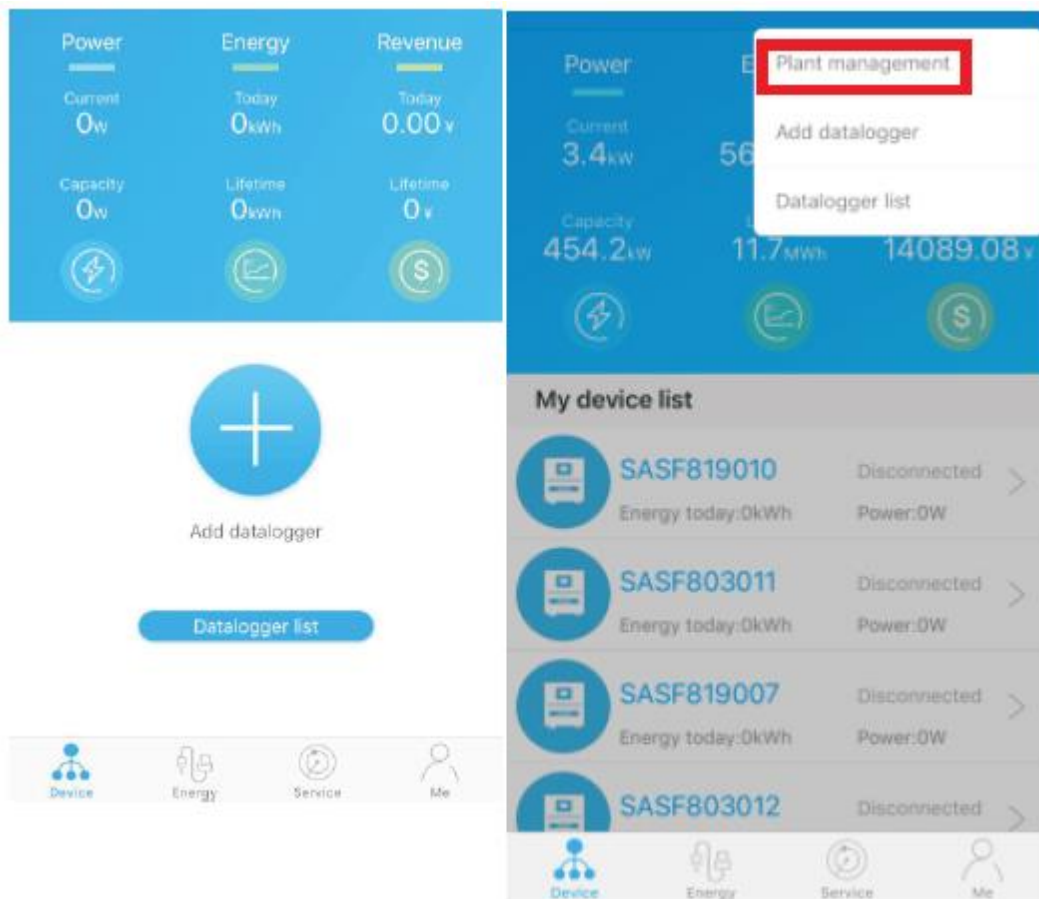 Power Energy Revenue
Current Today Today
0W 0kWh 0.00 ¥
Capacity Lifetime Lifetime
0W 0kWh 0 ¥
$
Add datalogger
Datalogger list
Device Energy Service Me
Power E
Plant management
Add datalogger
Datalogger list
Current
3.4kW 56
Capacity L
454.2kW 11.7MWh 14089.08 ¥
$
My device list
SASF819010 Disconnected
Energy today:0kWh Power:0W
SASF803011 Disconnected
Energy today:0kWh Power:0W
SASF819007 Disconnected
Energy today:0kWh Power:0W
SASF803012 Disconnected
Device Energy Service Me